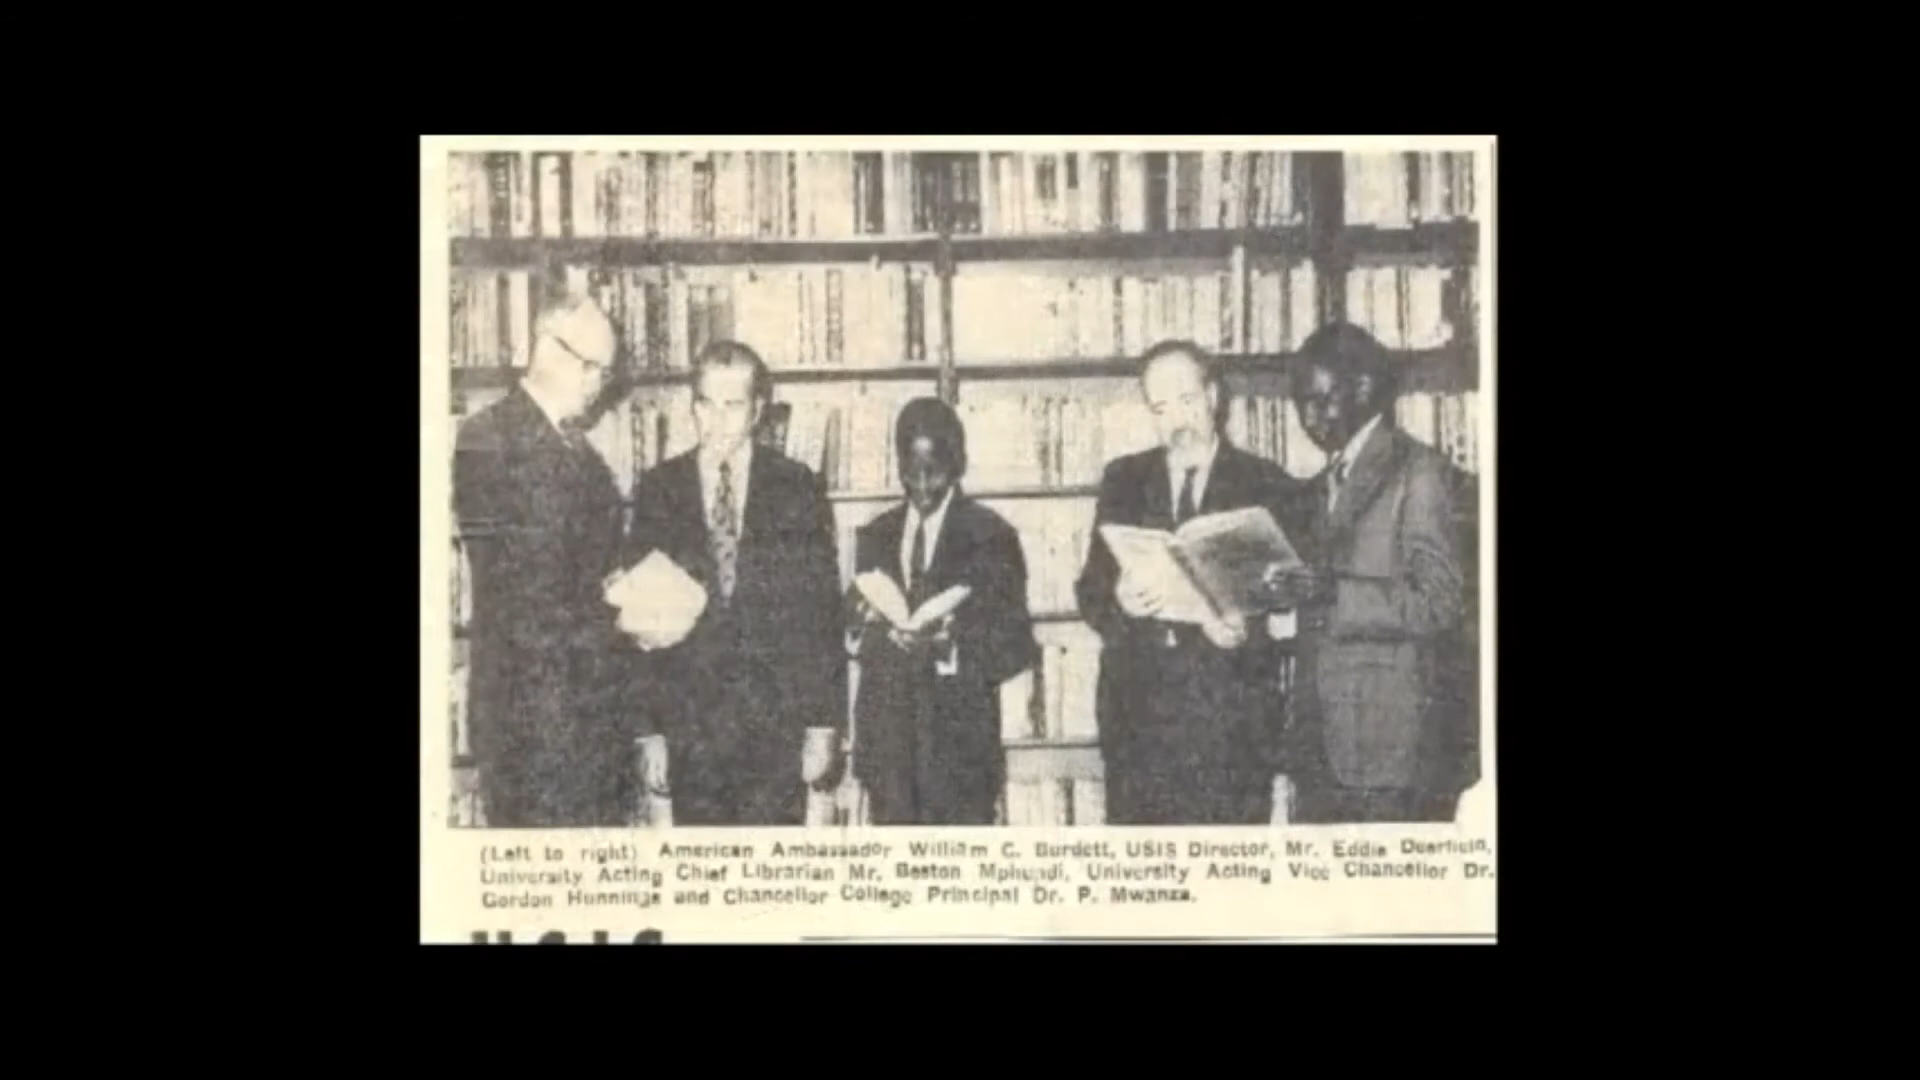 (Left to right) American Ambassador William C. Burdett, USIS Director, Mr. Eddie Deerfield,
University Acting Chief Librarian Mr. Beston Mphundi, University Acting Vice Chancellor Dr.
Gordon Hunnings and Chancellor College Principal Dr. P. Mwanza.